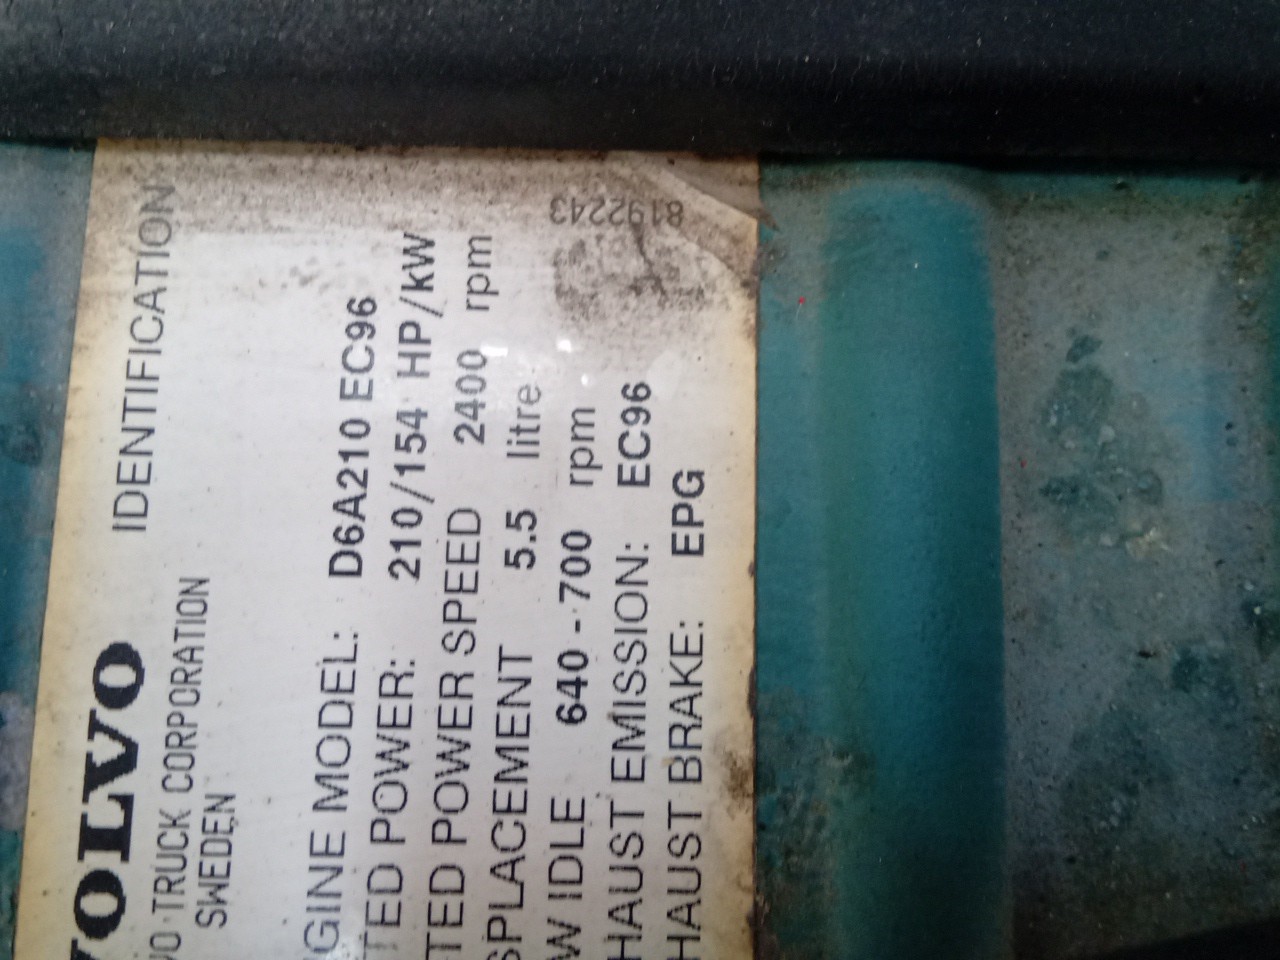 VOLVO IDENTIFICATION
VO TRUCK CORPORATION
SWEDEN
GINE MODEL: D6A210 EC96
TED POWER: 210/154 HP/kW
TED POWER SPEED 2400 rpm
SPLACEMENT 5.5 litre
W IDLE 640 - 700 rpm
HAUST EMISSION: EC96
HAUST BRAKE: EPG
8192243